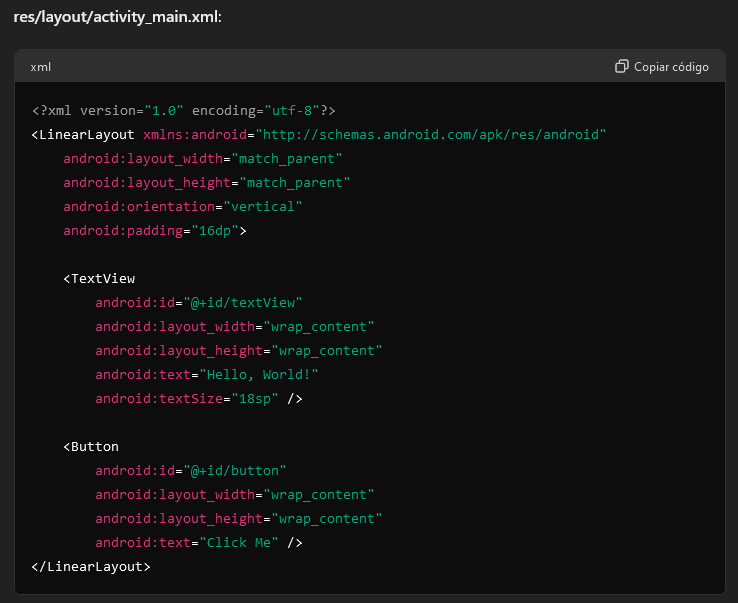 res/layout/activity_main.xml:
xml
Copiar código
<?xml version="1.0" encoding="utf-8"?>
<LinearLayout xmlns:android="http://schemas.android.com/apk/res/android"
    android:layout_width="match_parent"
    android:layout_height="match_parent"
    android:orientation="vertical"
    android:padding="16dp">

    <TextView
        android:id="@+id/textView"
        android:layout_width="wrap_content"
        android:layout_height="wrap_content"
        android:text="Hello, World!"
        android:textSize="18sp" />

    <Button
        android:id="@+id/button"
        android:layout_width="wrap_content"
        android:layout_height="wrap_content"
        android:text="Click Me" />
</LinearLayout>